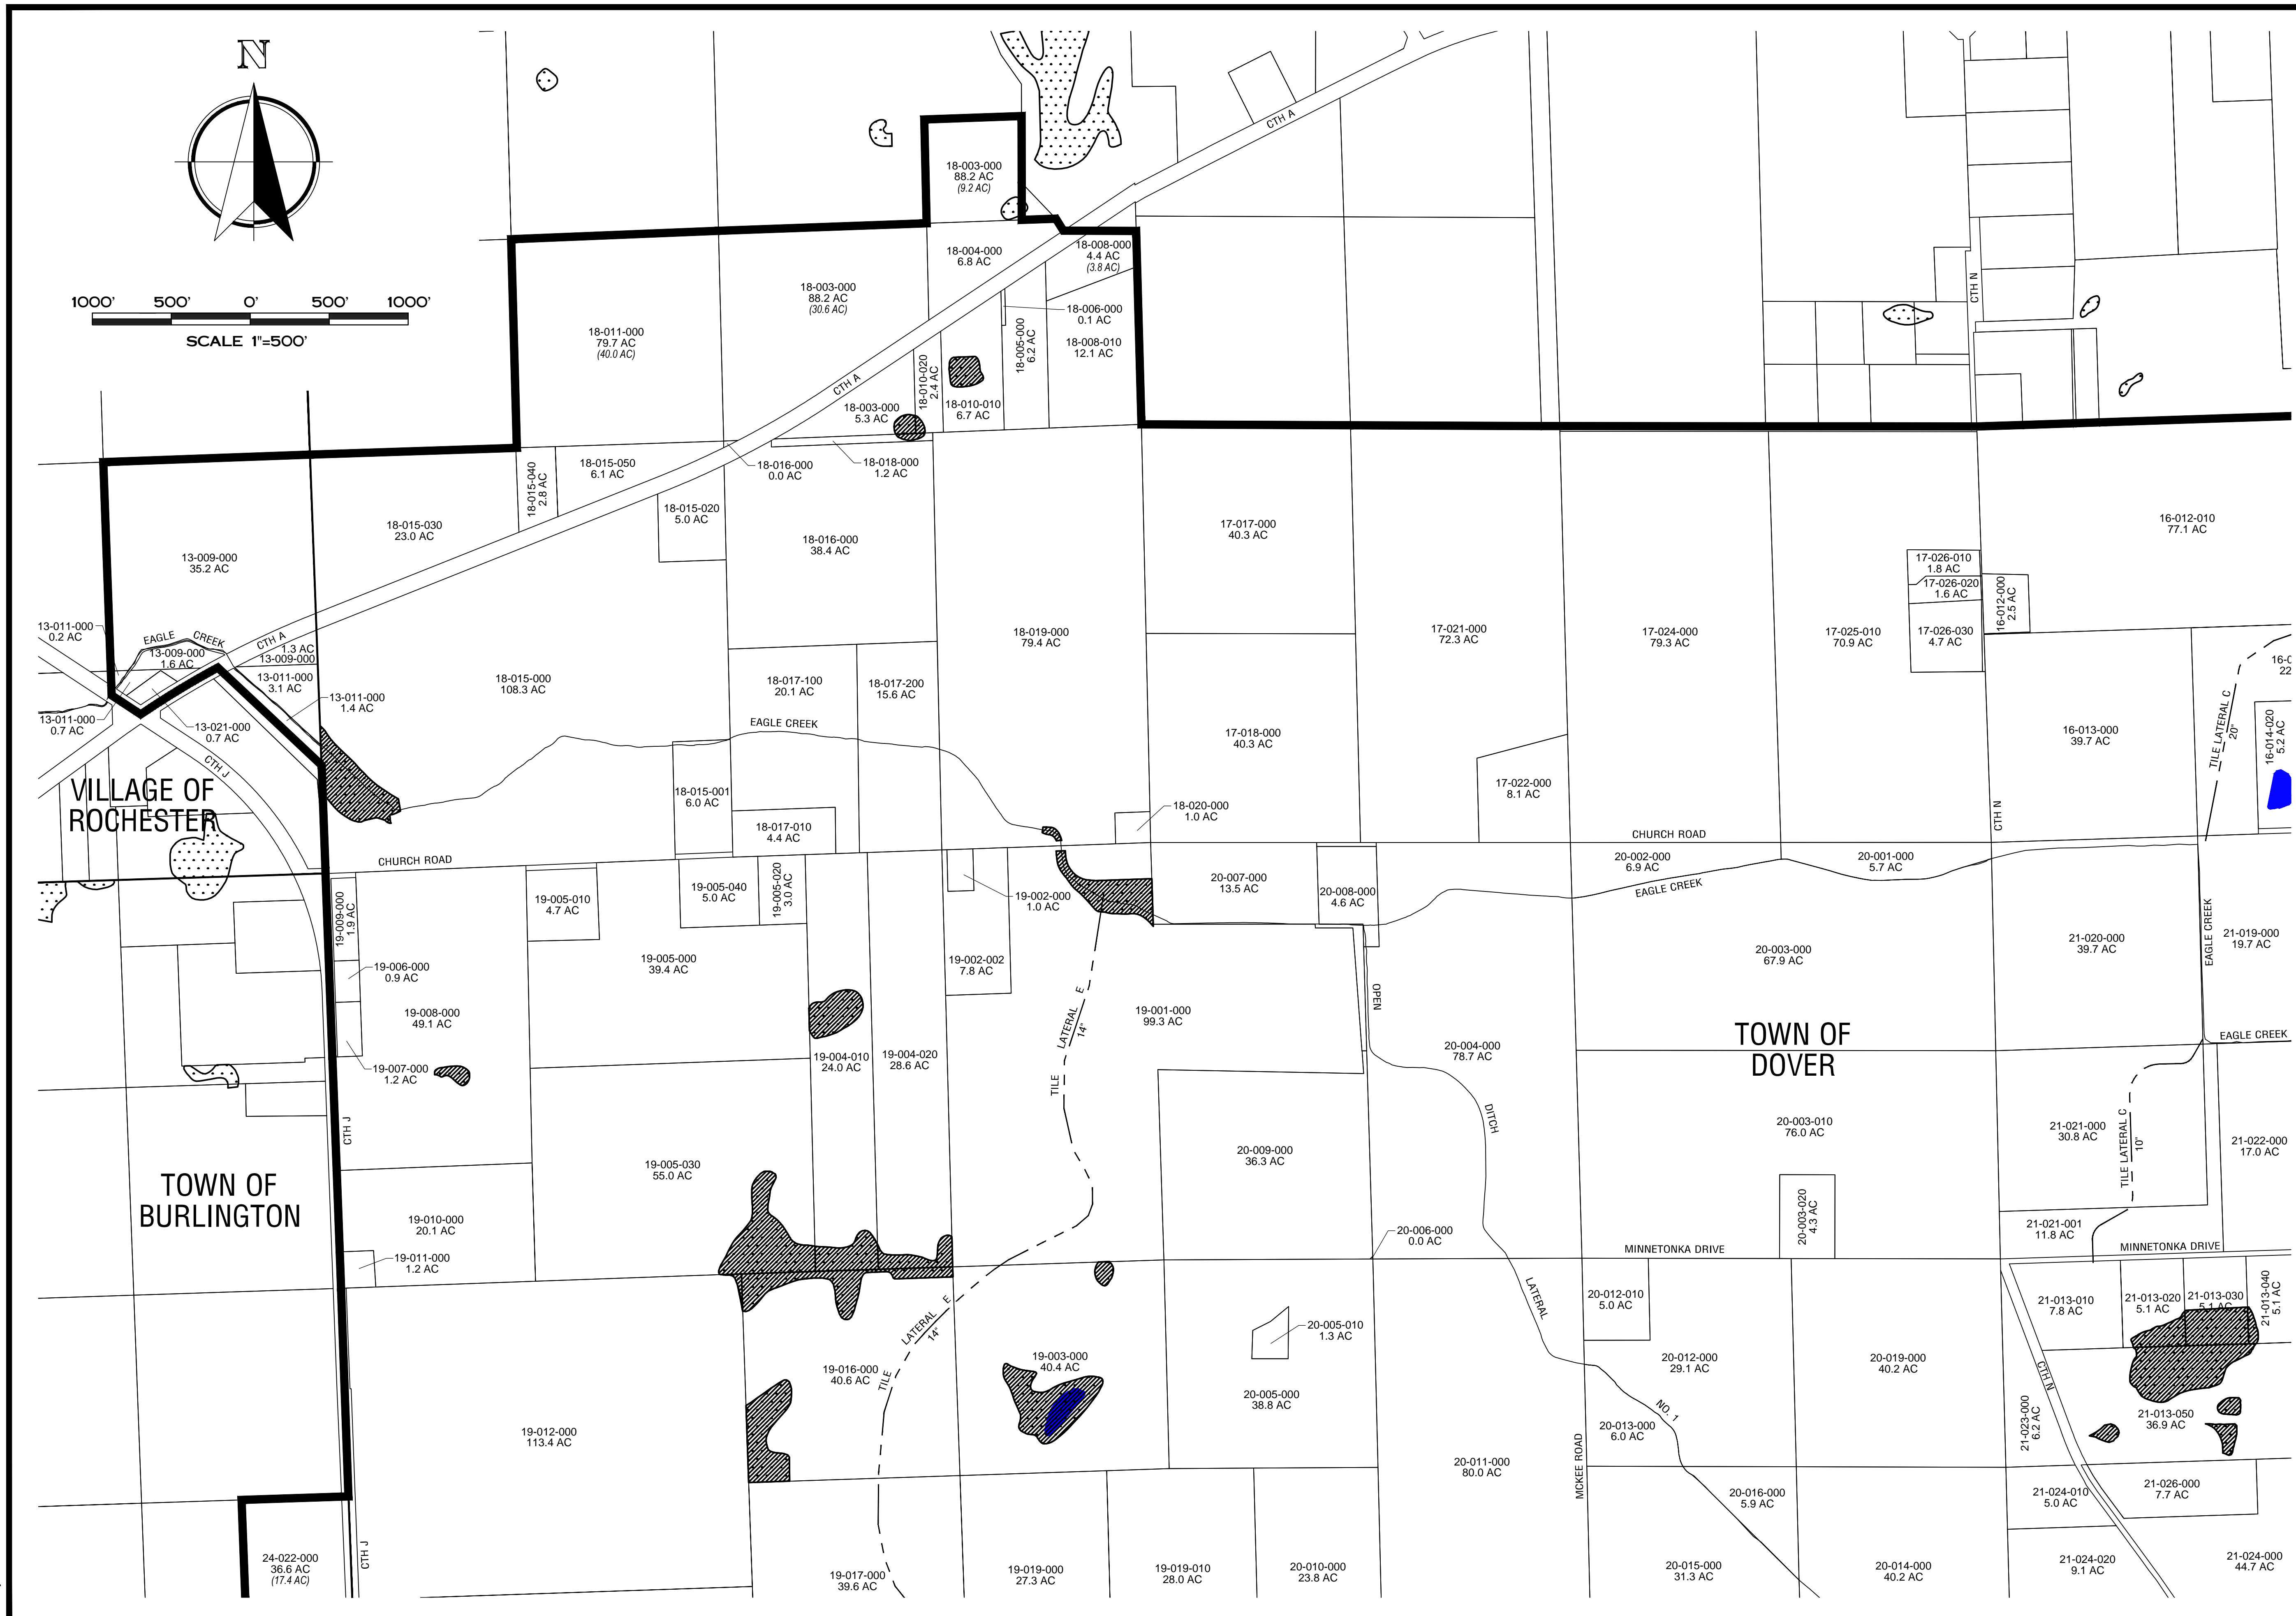 N
1000' 500' 0' 500' 1000'
SCALE 1"=500'
CTH A
18-003-000
88.2 AC
(9.2 AC)
18-004-000
6.8 AC
18-008-000
4.4 AC
(3.8 AC)
18-003-000
88.2 AC
(30.6 AC)
18-006-000
0.1 AC
18-005-000
6.2 AC
18-008-010
12.1 AC
18-011-000
79.7 AC
(40.0 AC)
CTH N
CTH A
18-010-020
2.4 AC
18-003-000
5.3 AC
18-010-010
6.7 AC
18-015-040
2.8 AC
18-015-050
6.1 AC
18-016-000
0.0 AC
18-018-000
1.2 AC
18-015-030
23.0 AC
18-015-020
5.0 AC
18-016-000
38.4 AC
17-017-000
40.3 AC
16-012-010
77.1 AC
13-009-000
35.2 AC
17-026-010
1.8 AC
17-026-020
1.6 AC
16-012-000
2.5 AC
17-026-030
4.7 AC
13-011-000
0.2 AC
EAGLE CREEK
CTH A
13-009-000
1.6 AC
1.3 AC
13-009-000
13-011-000
3.1 AC
13-011-000
1.4 AC
13-011-000
0.7 AC
13-021-000
0.7 AC
18-015-000
108.3 AC
18-017-100
20.1 AC
18-017-200
15.6 AC
18-019-000
79.4 AC
17-021-000
72.3 AC
17-024-000
79.3 AC
17-025-010
70.9 AC
22
EAGLE CREEK
17-018-000
40.3 AC
16-013-000
39.7 AC
TILE LATERAL C
20"
16-014-020
5.2 AC
CTH J
VILLAGE OF
ROCHESTER
18-015-001
6.0 AC
18-017-010
4.4 AC
18-020-000
1.0 AC
17-022-000
8.1 AC
CTH N
CHURCH ROAD
CHURCH ROAD
19-009-000
1.9 AC
19-005-010
4.7 AC
19-005-040
5.0 AC
19-005-020
3.0 AC
19-002-000
1.0 AC
20-007-000
13.5 AC
20-008-000
4.6 AC
20-002-000
6.9 AC
20-001-000
5.7 AC
EAGLE CREEK
EAGLE CREEK
19-006-000
0.9 AC
19-005-000
39.4 AC
19-002-002
7.8 AC
20-003-000
67.9 AC
21-020-000
39.7 AC
21-019-000
19.7 AC
19-008-000
49.1 AC
OPEN
19-001-000
99.3 AC
TILE LATERAL E
14"
TOWN OF
DOVER
EAGLE CREEK
19-007-000
1.2 AC
19-004-010
24.0 AC
19-004-020
28.6 AC
20-004-000
78.7 AC
CTH J
DITCH
20-003-010
76.0 AC
21-021-000
30.8 AC
TILE LATERAL C
10"
21-022-000
17.0 AC
TOWN OF
BURLINGTON
19-005-030
55.0 AC
20-009-000
36.3 AC
20-003-020
4.3 AC
19-010-000
20.1 AC
19-011-000
1.2 AC
20-006-000
0.0 AC
21-021-001
11.8 AC
MINNETONKA DRIVE
MINNETONKA DRIVE
LATERAL
20-012-010
5.0 AC
21-013-010
7.8 AC
21-013-020
5.1 AC
21-013-030
5.1 AC
21-013-040
5.1 AC
TILE LATERAL E
14"
20-005-010
1.3 AC
19-016-000
40.6 AC
19-003-000
40.4 AC
20-012-000
29.1 AC
20-019-000
40.2 AC
CTH N
20-005-000
38.8 AC
NO. 1
19-012-000
113.4 AC
20-013-000
6.0 AC
21-023-000
6.2 AC
21-013-050
36.9 AC
MCKEE ROAD
20-011-000
80.0 AC
20-016-000
5.9 AC
21-024-010
5.0 AC
21-026-000
7.7 AC
CTH J
24-022-000
36.6 AC
(17.4 AC)
19-017-000
39.6 AC
19-019-000
27.3 AC
19-019-010
28.0 AC
20-010-000
23.8 AC
20-015-000
31.3 AC
20-014-000
40.2 AC
21-024-020
9.1 AC
21-024-000
44.7 AC